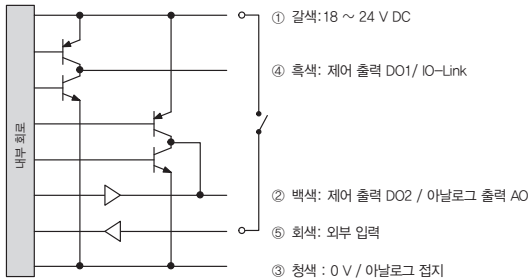 ① 갈색:18 ~ 24 V DC
④ 흑색: 제어 출력 DO1/ IO-Link
내부 회로
② 백색: 제어 출력 DO2 / 아날로그 출력 AO
⑤ 회색: 외부 입력
③ 청색 : 0 V / 아날로그 접지